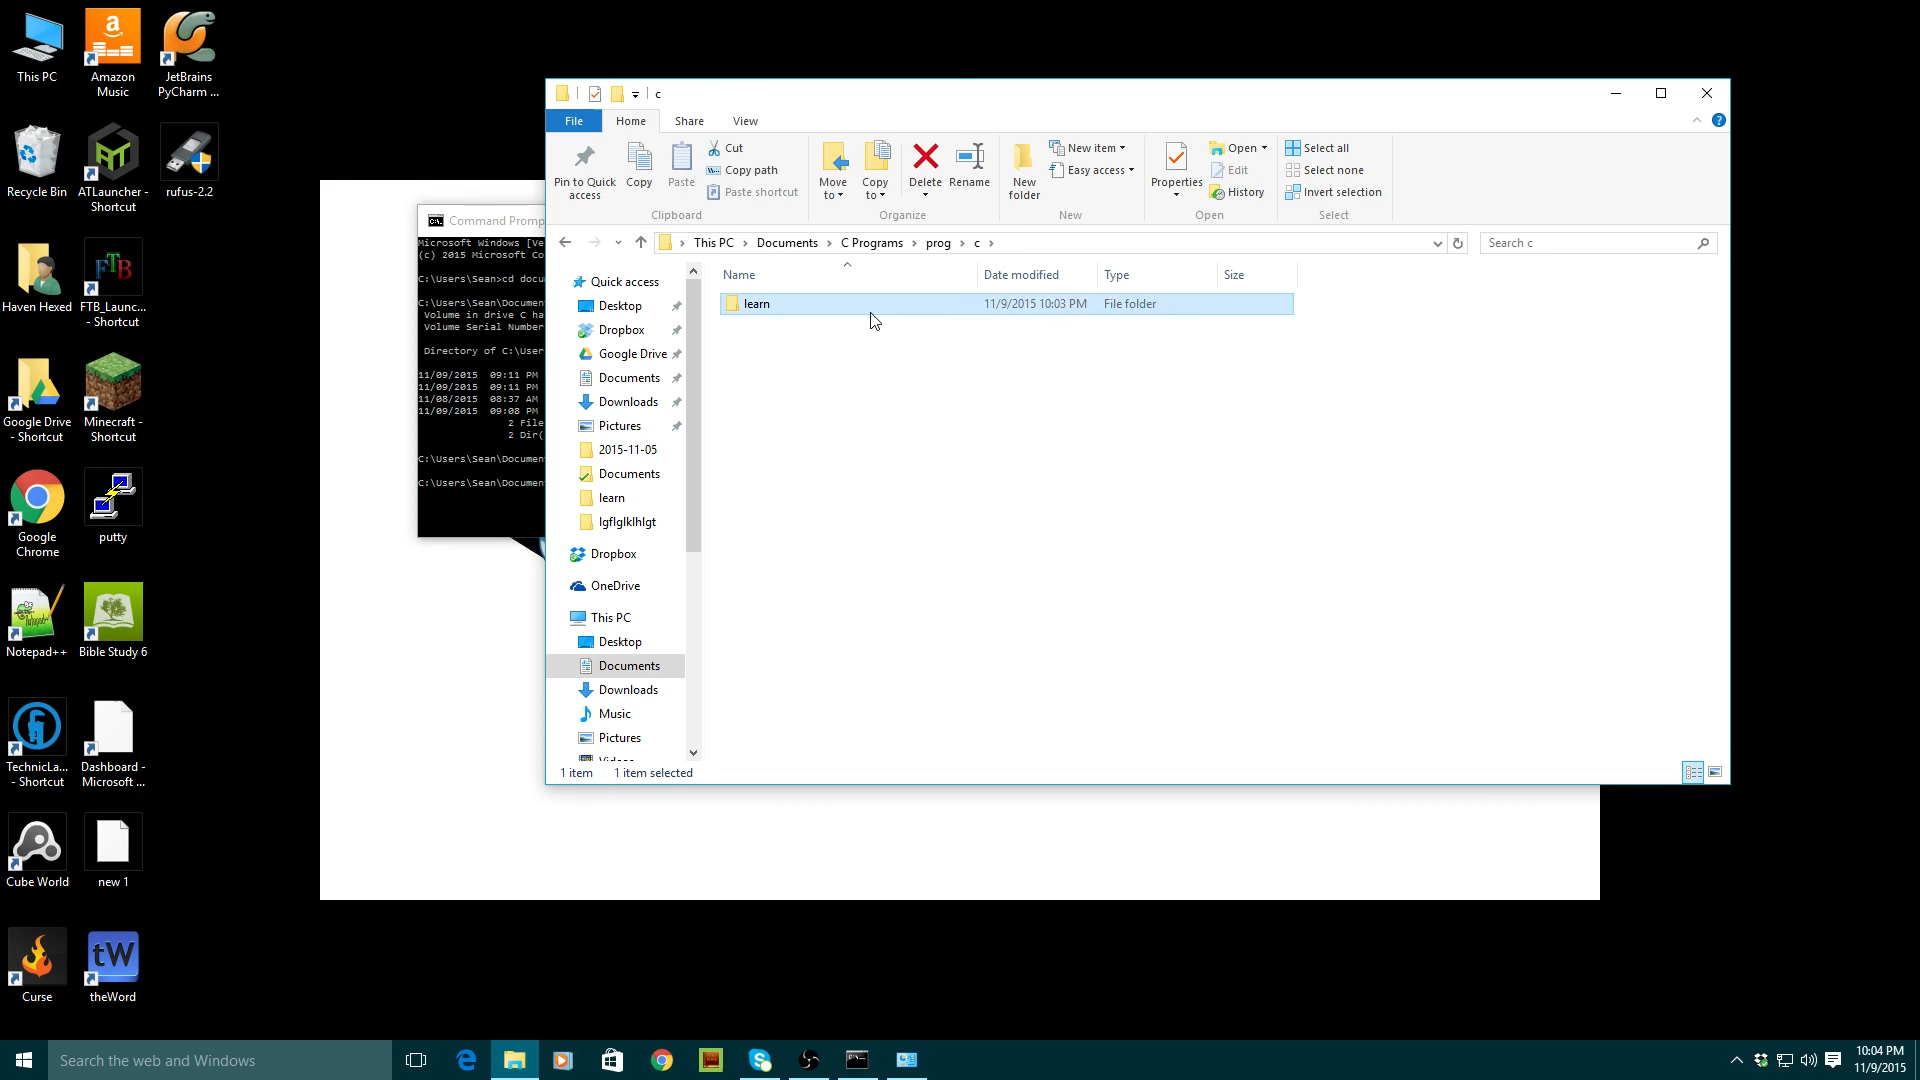 This PC
Amazon
Music
JetBrains
PyCharm ...
Recycle Bin
ATLauncher -
Shortcut
rufus-2.2
Haven Hexed
FTB
FTB_Launc...
- Shortcut
Google Drive
- Shortcut
Minecraft -
Shortcut
Google
Chrome
putty
Notepad++
Bible Study 6
TechnicLa...
- Shortcut
Dashboard -
Microsoft ...
Cube World
new 1
Curse
tW
theWord
Command Promp
Microsoft Windows [Ve
(c) 2015 Microsoft Co
C:\Users\Sean>cd docu
C:\Users\Sean\Documen
Volume in drive C ha
Volume Serial Number
Directory of C:\User
11/09/2015 09:11 PM
11/09/2015 09:11 PM
11/08/2015 08:37 AM
11/09/2015 09:08 PM
2 File
2 Dir(
C:\Users\Sean\Documen
C:\Users\Sean\Documen
c
File Home Share View
Pin to Quick
access
Copy
Paste
Cut
Copy path
Paste shortcut
Clipboard
Move
to
Copy
to
Delete
Rename
Organize
New
folder
New item
Easy access
New
Properties
Open
Edit
History
Open
Select all
Select none
Invert selection
Select
This PC > Documents > C Programs > prog > c >
Search c
Name Date modified Type Size
learn 11/9/2015 10:03 PM File folder
Quick access
Desktop
Dropbox
Google Drive
Documents
Downloads
Pictures
2015-11-05
Documents
learn
lgflglklhlgt
Dropbox
OneDrive
This PC
Desktop
Documents
Downloads
Music
Pictures
Videos
1 item 1 item selected
Search the web and Windows
10:04 PM
11/9/2015